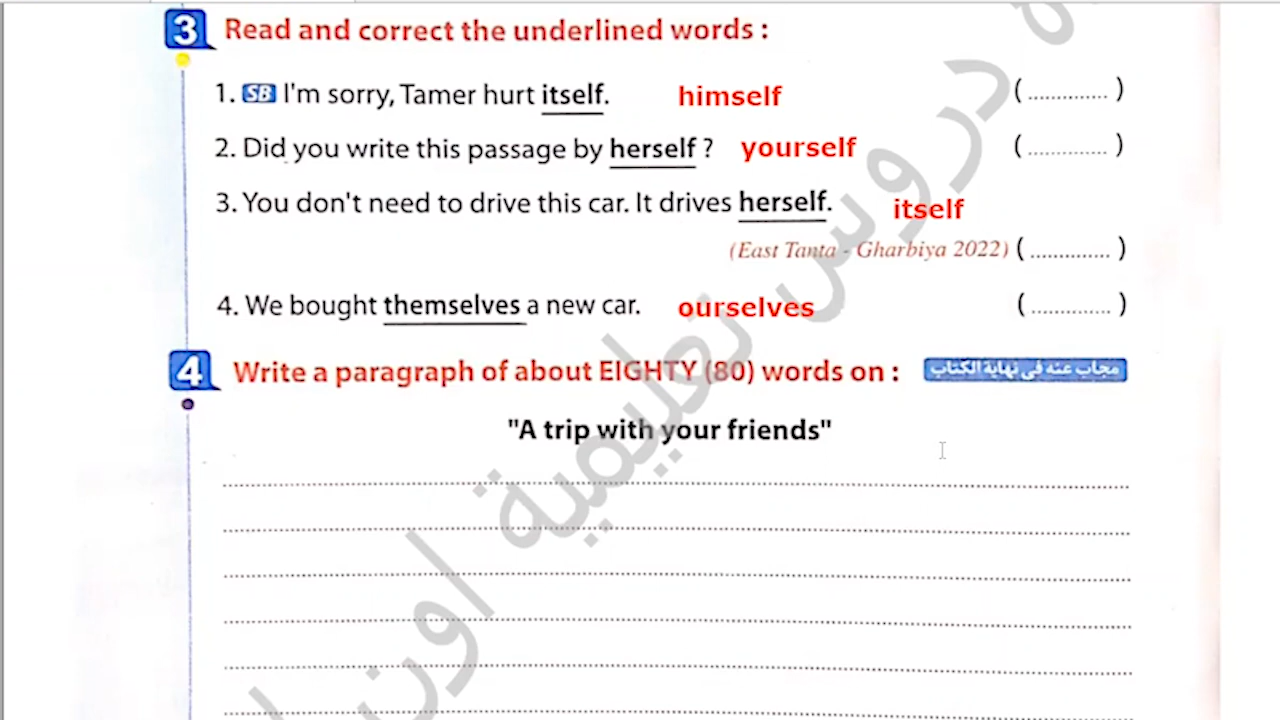 3 Read and correct the underlined words :
1. SB I'm sorry, Tamer hurt itself. himself (............. )
2. Did you write this passage by herself ? yourself (............. )
3. You don't need to drive this car. It drives herself. itself
(East Tanta - Gharbiya 2022) (............. )
4. We bought themselves a new car. ourselves (............. )
4 Write a paragraph of about EIGHTY (80) words on : مجاب عنه فى نهاية الكتاب
"A trip with your friends"
دروس تعليمية اون